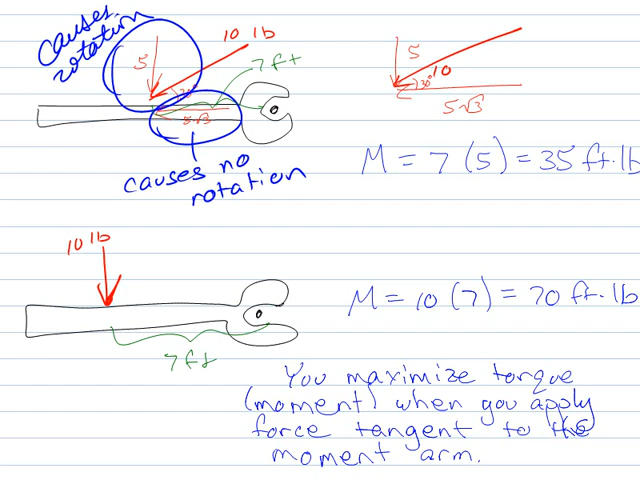 causes
rotation
10 lb
5
7 ft
30°
5√3
causes no
rotation
5
30°
10
5√3
M = 7 (5) = 35 ft·lb
10 lb
7 ft
M = 10 (7) = 70 ft·lb
You maximize torque
(moment) when you apply
force tangent to the
moment arm.